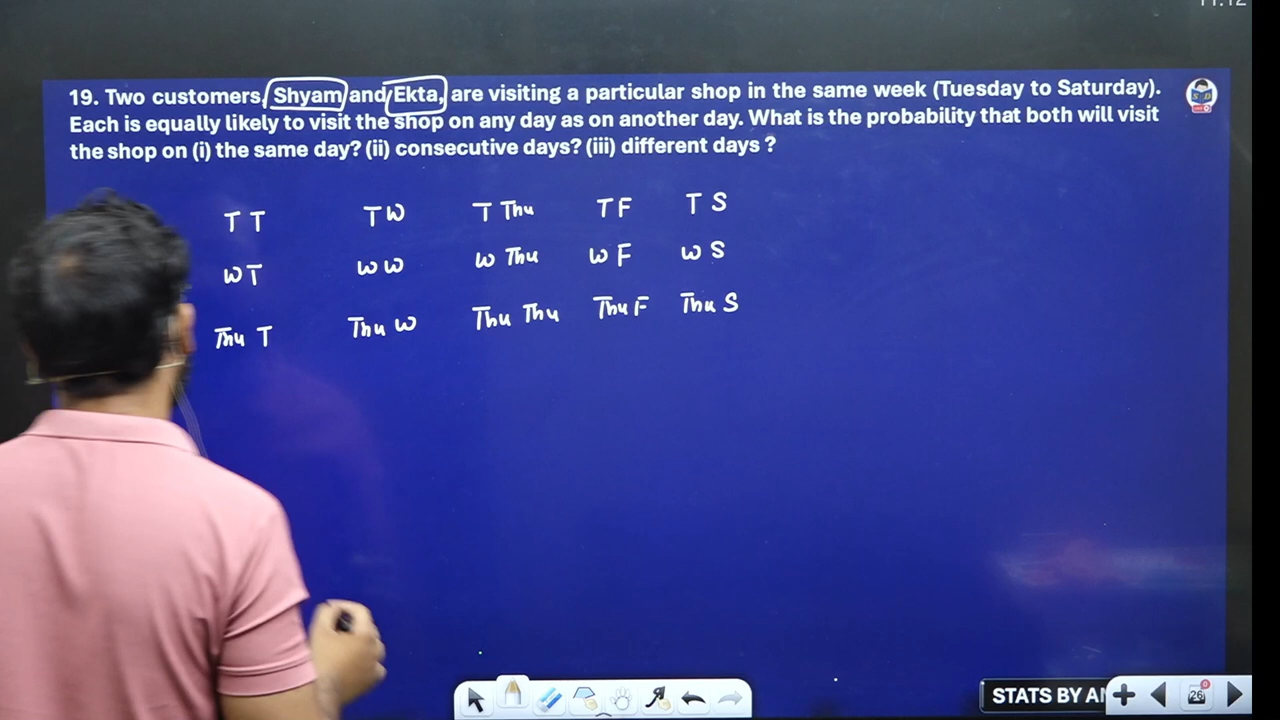 19. Two customers, Shyam and Ekta, are visiting a particular shop in the same week (Tuesday to Saturday).
Each is equally likely to visit the shop on any day as on another day. What is the probability that both will visit
the shop on (i) the same day? (ii) consecutive days? (iii) different days ?
T T T W T Thu T F T S
W T W W W Thu W F W S
Thu T Thu W Thu Thu Thu F Thu S
STATS BY
26